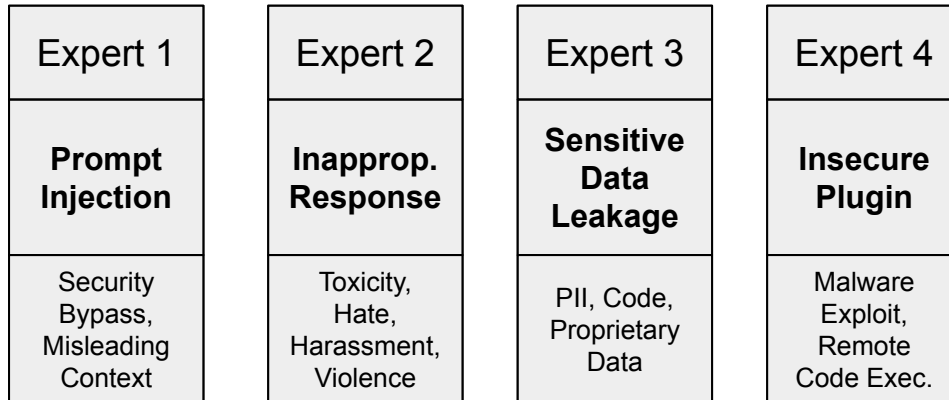 Expert 1
Prompt
Injection
Security
Bypass,
Misleading
Context
Expert 2
Inapprop.
Response
Toxicity,
Hate,
Harassment,
Violence
Expert 3
Sensitive
Data
Leakage
PII, Code,
Proprietary
Data
Expert 4
Insecure
Plugin
Malware
Exploit,
Remote
Code Exec.